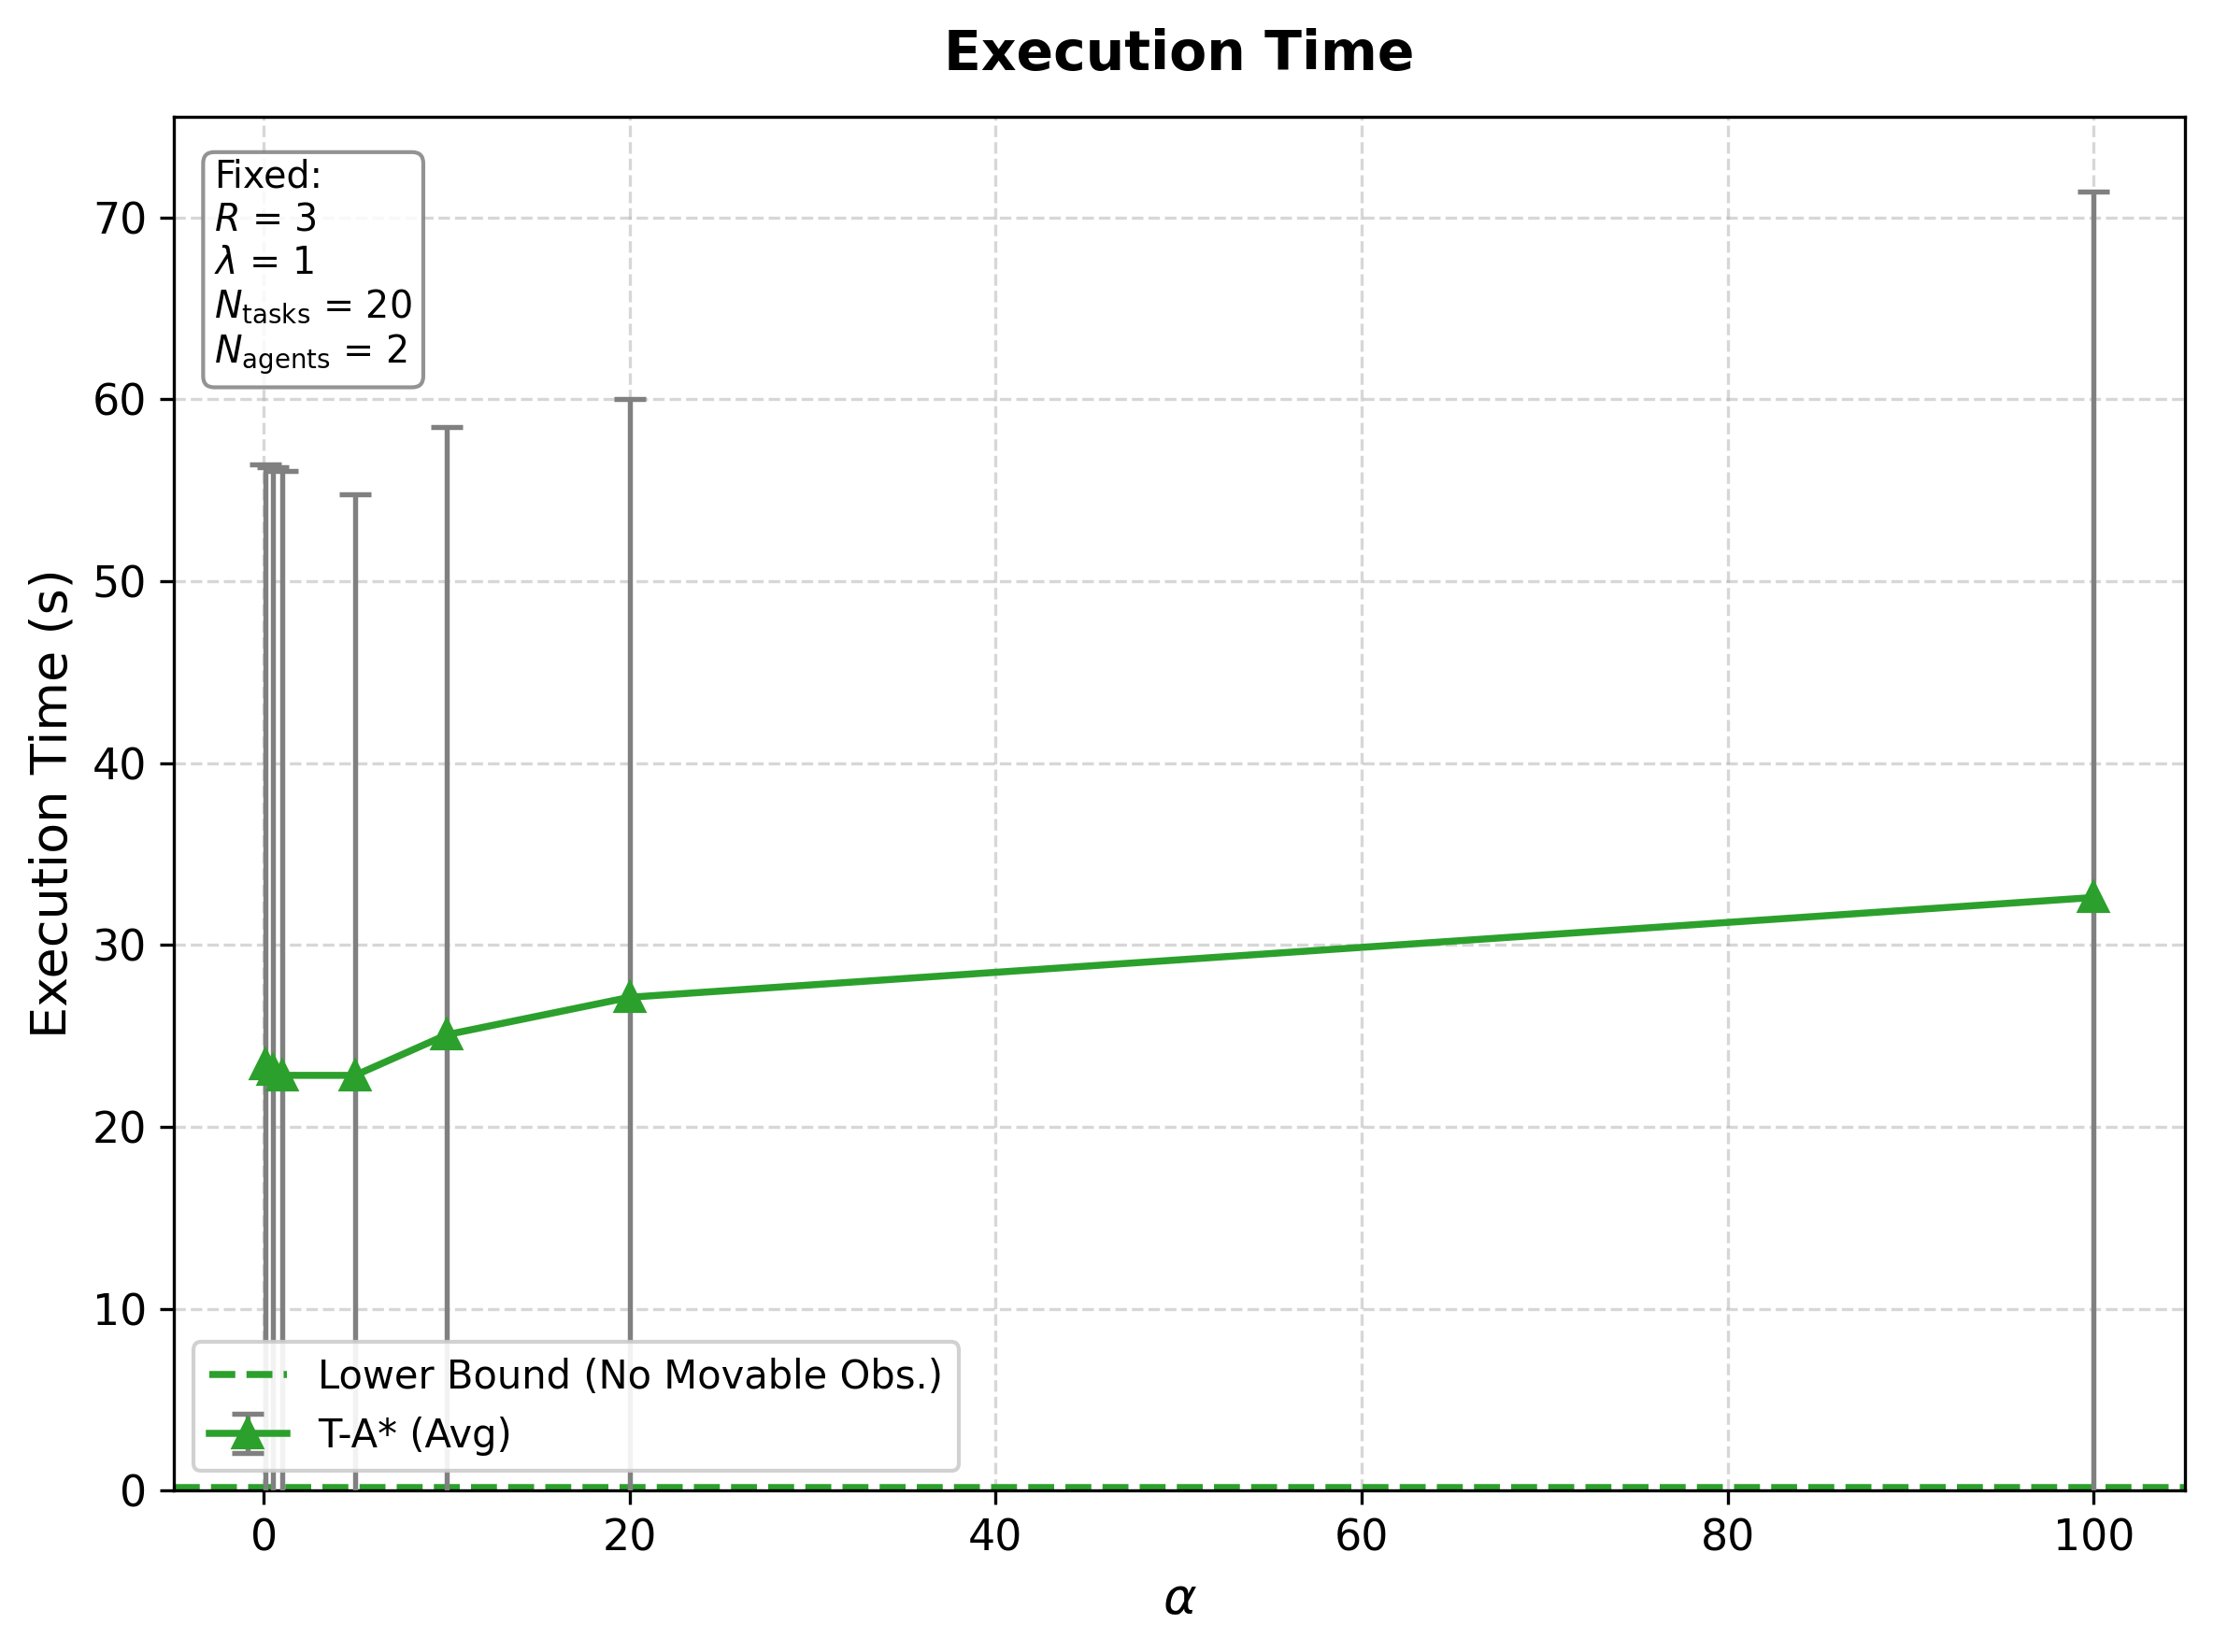 Execution Time
Fixed:
R = 3
λ = 1
N_tasks = 20
N_agents = 2
Execution Time (s)
70
60
50
40
30
20
10
0
Lower Bound (No Movable Obs.)
T-A* (Avg)
0 20 40 60 80 100
α